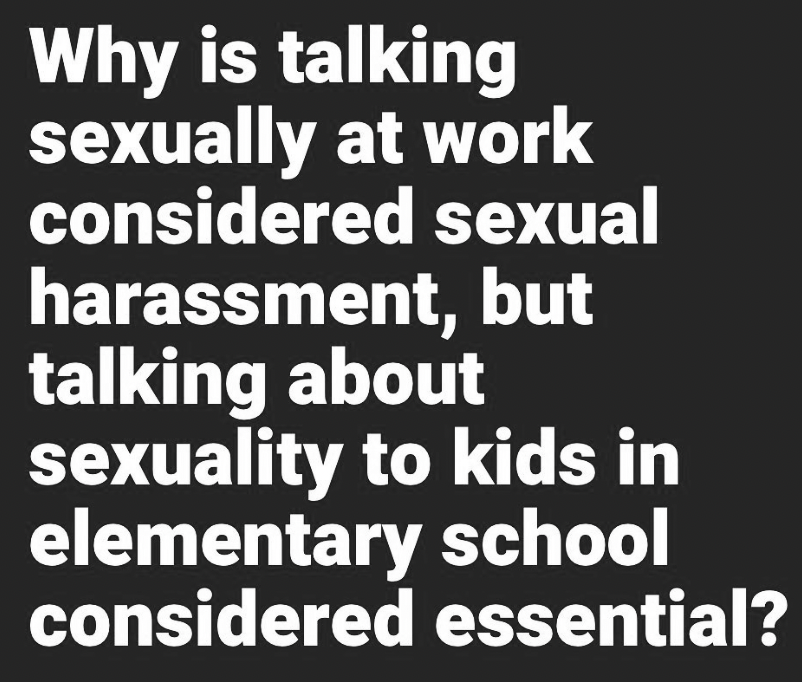 Why is talking
sexually at work
considered sexual
harassment, but
talking about
sexuality to kids in
elementary school
considered essential?